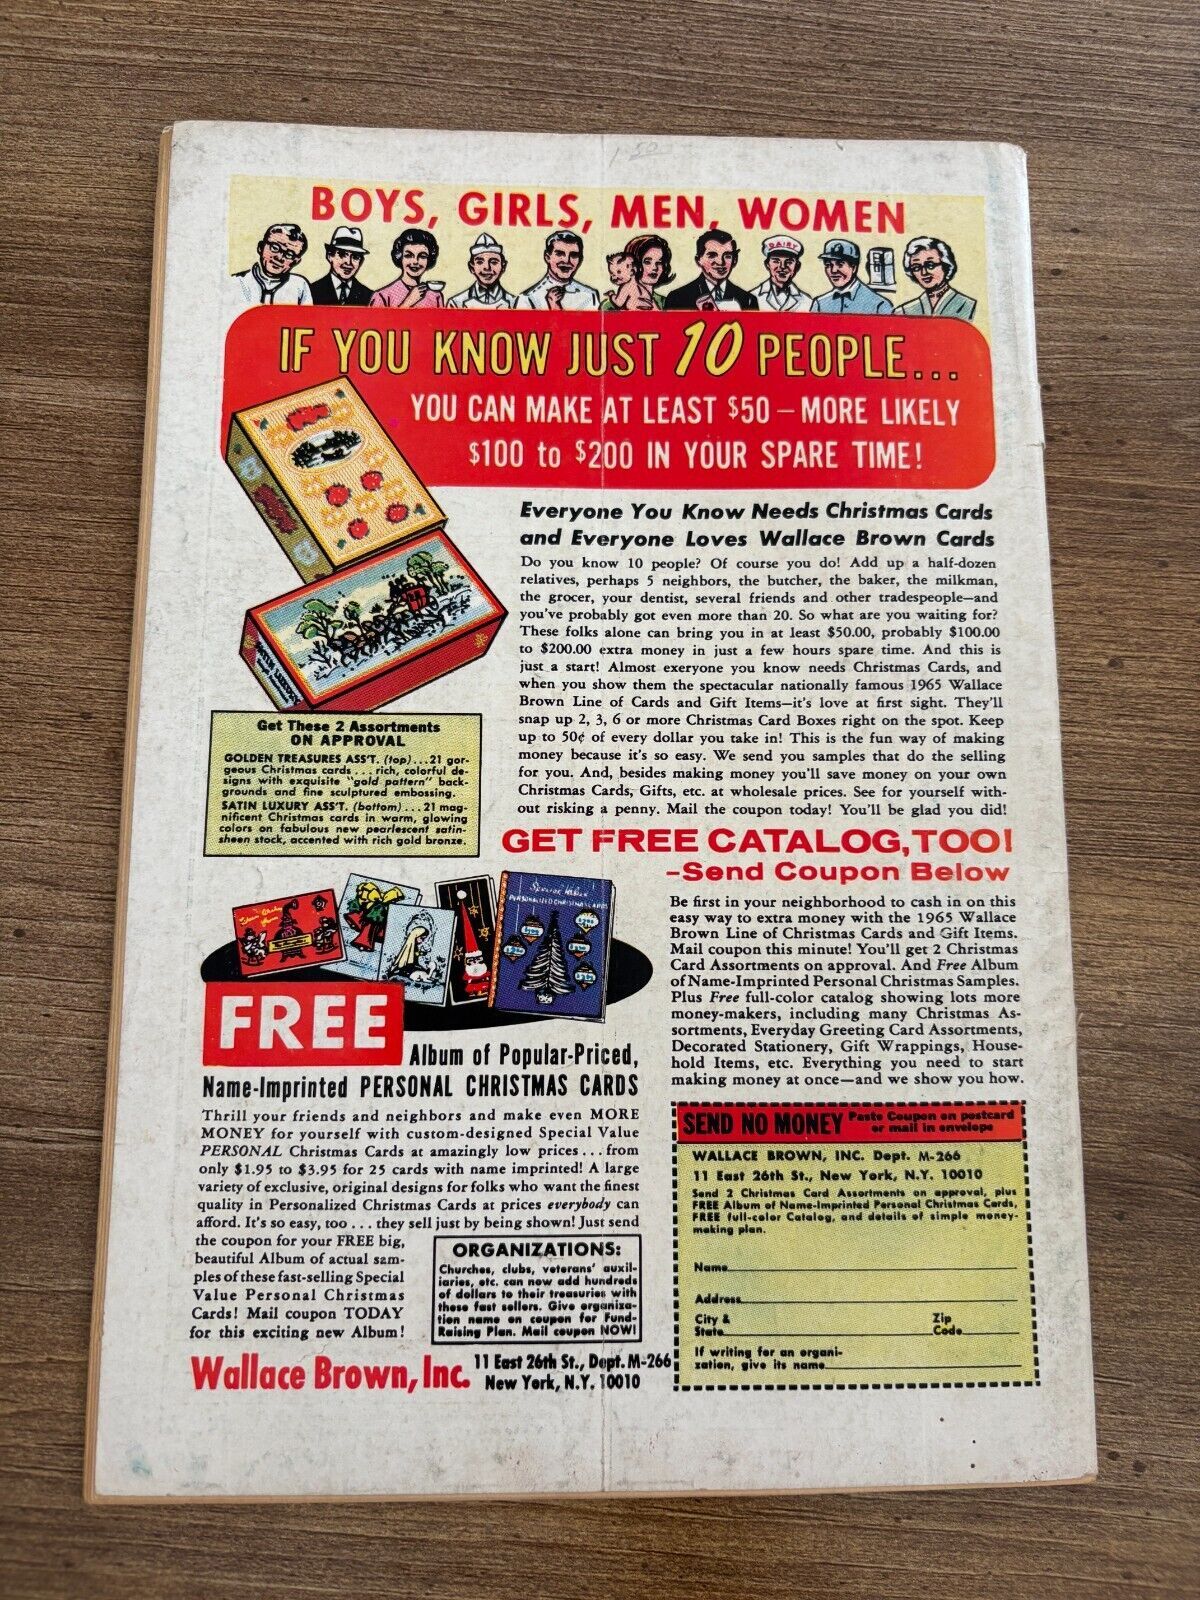 1.50
BOYS, GIRLS, MEN, WOMEN
DAIRY
IF YOU KNOW JUST 10 PEOPLE...
YOU CAN MAKE AT LEAST $50 – MORE LIKELY
$100 to $200 IN YOUR SPARE TIME!
SATIN LUXURY
Everyone You Know Needs Christmas Cards
and Everyone Loves Wallace Brown Cards
Do you know 10 people? Of course you do! Add up a half-dozen
relatives, perhaps 5 neighbors, the butcher, the baker, the milkman,
the grocer, your dentist, several friends and other tradespeople—and
you've probably got even more than 20. So what are you waiting for?
These folks alone can bring you in at least $50.00, probably $100.00
to $200.00 extra money in just a few hours spare time. And this is
just a start! Almost exeryone you know needs Christmas Cards, and
when you show them the spectacular nationally famous 1965 Wallace
Brown Line of Cards and Gift Items—it's love at first sight. They'll
snap up 2, 3, 6 or more Christmas Card Boxes right on the spot. Keep
up to 50¢ of every dollar you take in! This is the fun way of making
money because it's so easy. We send you samples that do the selling
for you. And, besides making money you'll save money on your own
Christmas Cards, Gifts, etc. at wholesale prices. See for yourself with-
out risking a penny. Mail the coupon today! You'll be glad you did!
Get These 2 Assortments
ON APPROVAL
GOLDEN TREASURES ASS'T. (top)...21 gor-
geous Christmas cards...rich, colorful de-
signs with exquisite "gold pattern" back-
grounds and fine sculptured embossing.
SATIN LUXURY ASS'T. (bottom)...21 mag-
nificent Christmas cards in warm, glowing
colors on fabulous new pearlescent satin-
sheen stock, accented with rich gold bronze.
GET FREE CATALOG, TOO!
–Send Coupon Below
Be first in your neighborhood to cash in on this
easy way to extra money with the 1965 Wallace
Brown Line of Christmas Cards and Gift Items.
Mail coupon this minute! You'll get 2 Christmas
Card Assortments on approval. And Free Album
of Name-Imprinted Personal Christmas Samples.
Plus Free full-color catalog showing lots more
money-makers, including many Christmas As-
sortments, Everyday Greeting Card Assortments,
Decorated Stationery, Gift Wrappings, House-
hold Items, etc. Everything you need to start
making money at once—and we show you how.
Special Value
PERSONALIZED CHRISTMAS CARDS
FREE
Album of Popular-Priced,
Name-Imprinted PERSONAL CHRISTMAS CARDS
Thrill your friends and neighbors and make even MORE
MONEY for yourself with custom-designed Special Value
PERSONAL Christmas Cards at amazingly low prices...from
only $1.95 to $3.95 for 25 cards with name imprinted! A large
variety of exclusive, original designs for folks who want the finest
quality in Personalized Christmas Cards at prices everybody can
afford. It's so easy, too...they sell just by being shown! Just send
the coupon for your FREE big,
beautiful Album of actual sam-
ples of these fast-selling Special
Value Personal Christmas
Cards! Mail coupon TODAY
for this exciting new Album!
ORGANIZATIONS:
Churches, clubs, veterans' auxil-
iaries, etc. can now add hundreds
of dollars to their treasuries with
these fast sellers. Give organiza-
tion name on coupon for Fund-
Raising Plan. Mail coupon NOW!
Wallace Brown, Inc. 11 East 26th St., Dept. M-266
New York, N.Y. 10010
SEND NO MONEY Paste Coupon on postcard
or mail in envelope
WALLACE BROWN, INC. Dept. M-266
11 East 26th St., New York, N.Y. 10010
Send 2 Christmas Card Assortments on approval, plus
FREE Album of Name-Imprinted Personal Christmas Cards,
FREE full-color Catalog, and details of simple money-
making plan.
Name
Address
City & Zip
State Code
If writing for an organi-
zation, give its name